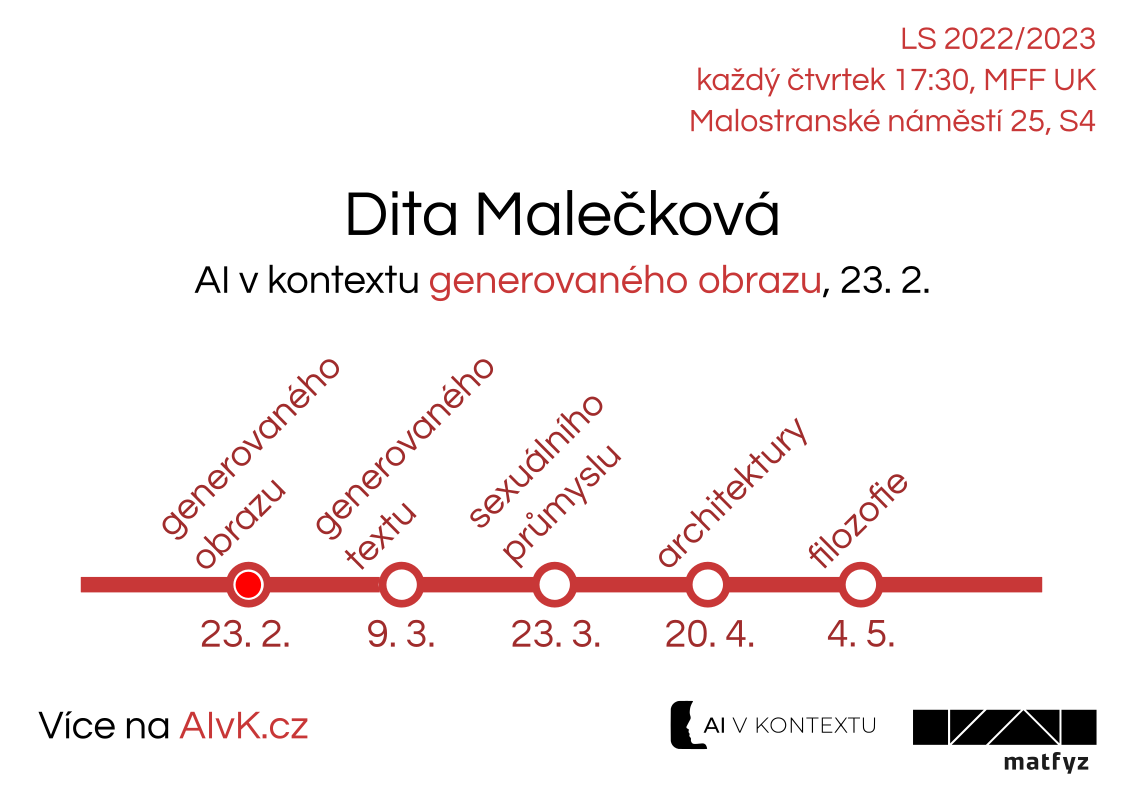 LS 2022/2023
každý čtvrtek 17:30, MFF UK
Malostranské náměstí 25, S4
Dita Malečková
AI v kontextu generovaného obrazu, 23. 2.
generovaného
obrazu
generovaného
textu
sexuálního
průmyslu
architektury
filozofie
23. 2.
9. 3.
23. 3.
20. 4.
4. 5.
Více na AIvK.cz
AI V KONTEXTU
matfyz